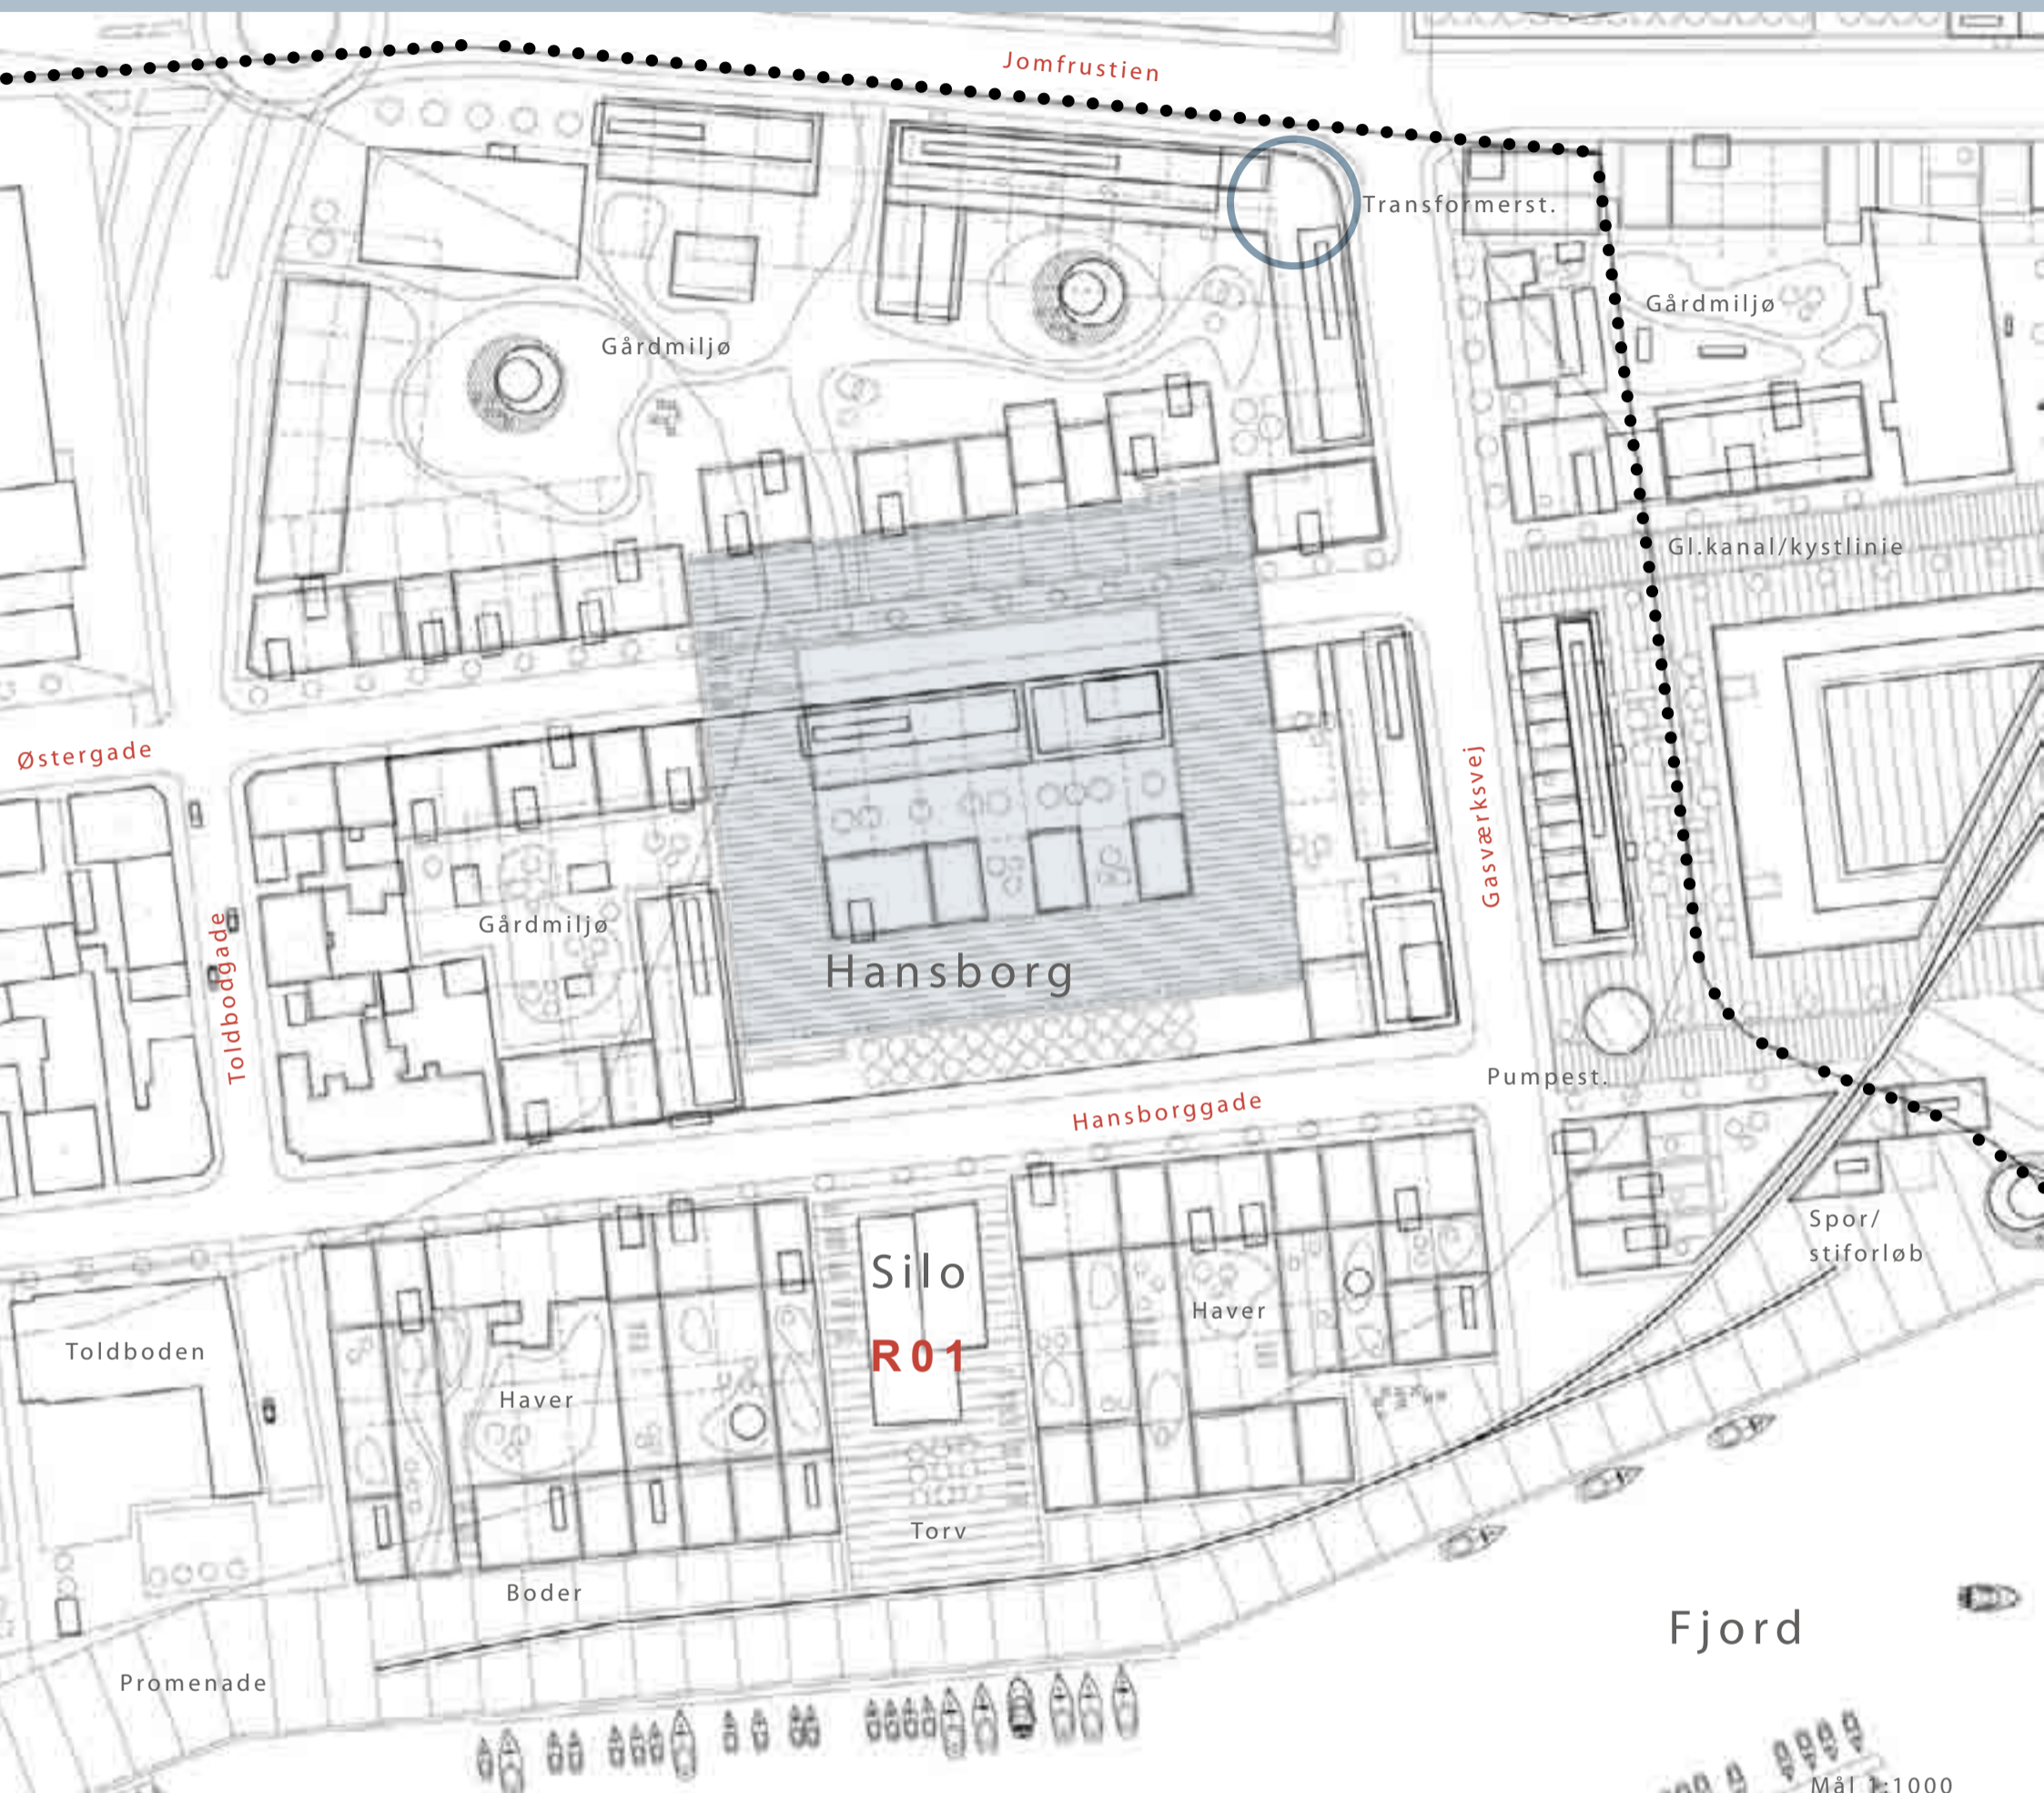 Jomfrustien
Transformerst.
Gårdmiljø
Gårdmiljø
Gl.kanal/kystlinie
Østergade
Gasværksvej
Gårdmiljø
Toldbodgade
Hansborg
Pumpest.
Hansborggade
Spor/
stiforløb
Silo
Haver
R01
Toldboden
Haver
Torv
Boder
Fjord
Promenade
Mål 1:1000